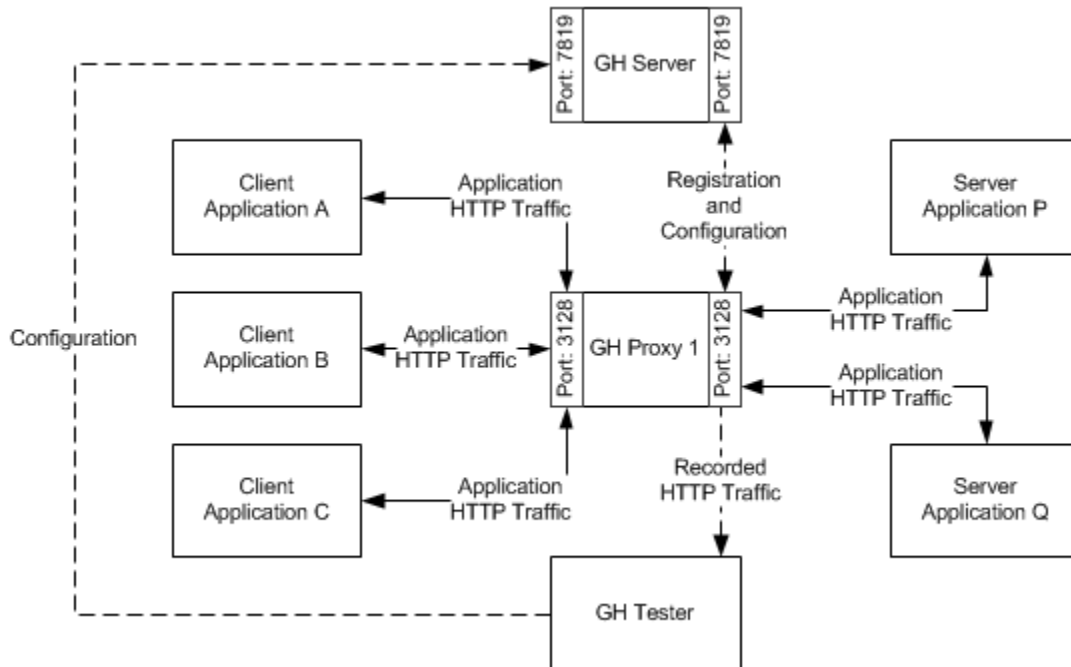 Port: 7819
GH Server
Port: 7819
Client
Application A
Application
HTTP Traffic
Registration
and
Configuration
Server
Application P
Configuration
Client
Application B
Application
HTTP Traffic
Port: 3128
GH Proxy 1
Port: 3128
Application
HTTP Traffic
Application
HTTP Traffic
Client
Application C
Application
HTTP Traffic
Recorded
HTTP Traffic
Server
Application Q
GH Tester